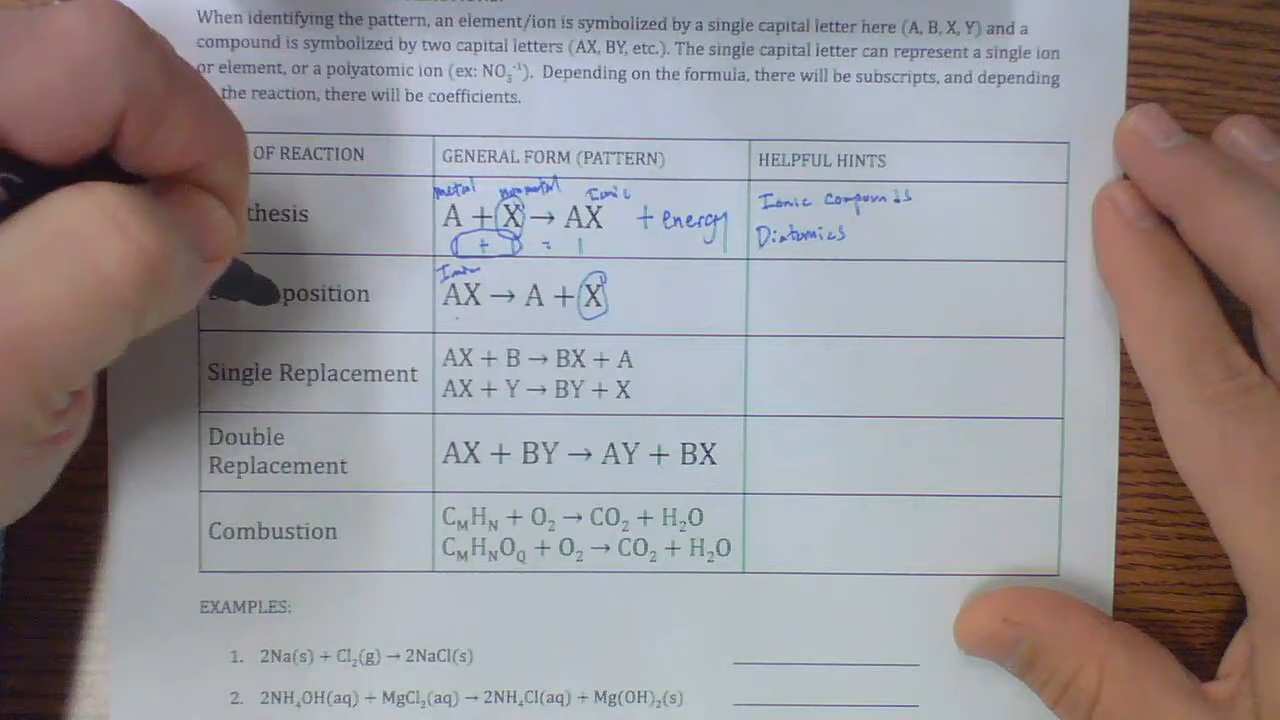 When identifying the pattern, an element/ion is symbolized by a single capital letter here (A, B, X, Y) and a
compound is symbolized by two capital letters (AX, BY, etc.). The single capital letter can represent a single ion
or element, or a polyatomic ion (ex: NO₃⁻¹). Depending on the formula, there will be subscripts, and depending
the reaction, there will be coefficients.
OF REACTION GENERAL FORM (PATTERN) HELPFUL HINTS
metal nonmetal Ionic
thesis A + X → AX + energy Ionic compounds
+ = 1 Diatomics
position AX → A + X
Single Replacement AX + B → BX + A
AX + Y → BY + X
Double
Replacement AX + BY → AY + BX
Combustion C_MH_N + O₂ → CO₂ + H₂O
C_MH_NO_Q + O₂ → CO₂ + H₂O
EXAMPLES:
1. 2Na(s) + Cl₂(g) → 2NaCl(s)
2. 2NH₄OH(aq) + MgCl₂(aq) → 2NH₄Cl(aq) + Mg(OH)₂(s)